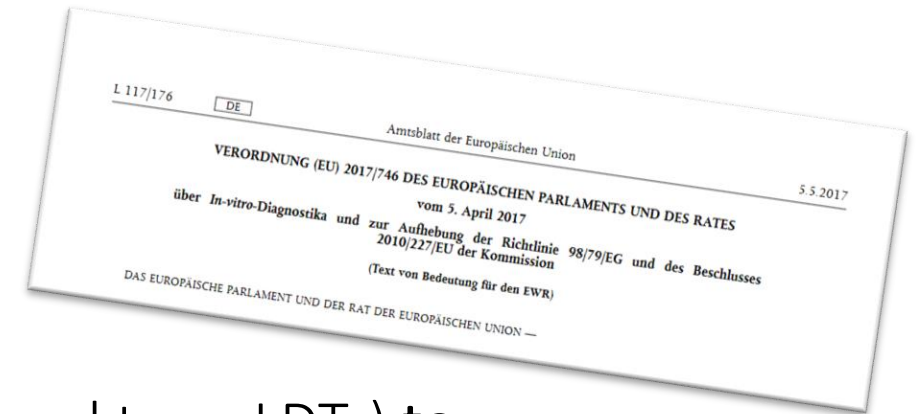 L 117/176
DE
Amtsblatt der Europäischen Union
5.5.2017
VERORDNUNG (EU) 2017/746 DES EUROPÄISCHEN PARLAMENTS UND DES RATES
vom 5. April 2017
über In-vitro-Diagnostika und zur Aufhebung der Richtlinie 98/79/EG und des Beschlusses
2010/227/EU der Kommission
(Text von Bedeutung für den EWR)
DAS EUROPÄISCHE PARLAMENT UND DER RAT DER EUROPÄISCHEN UNION —